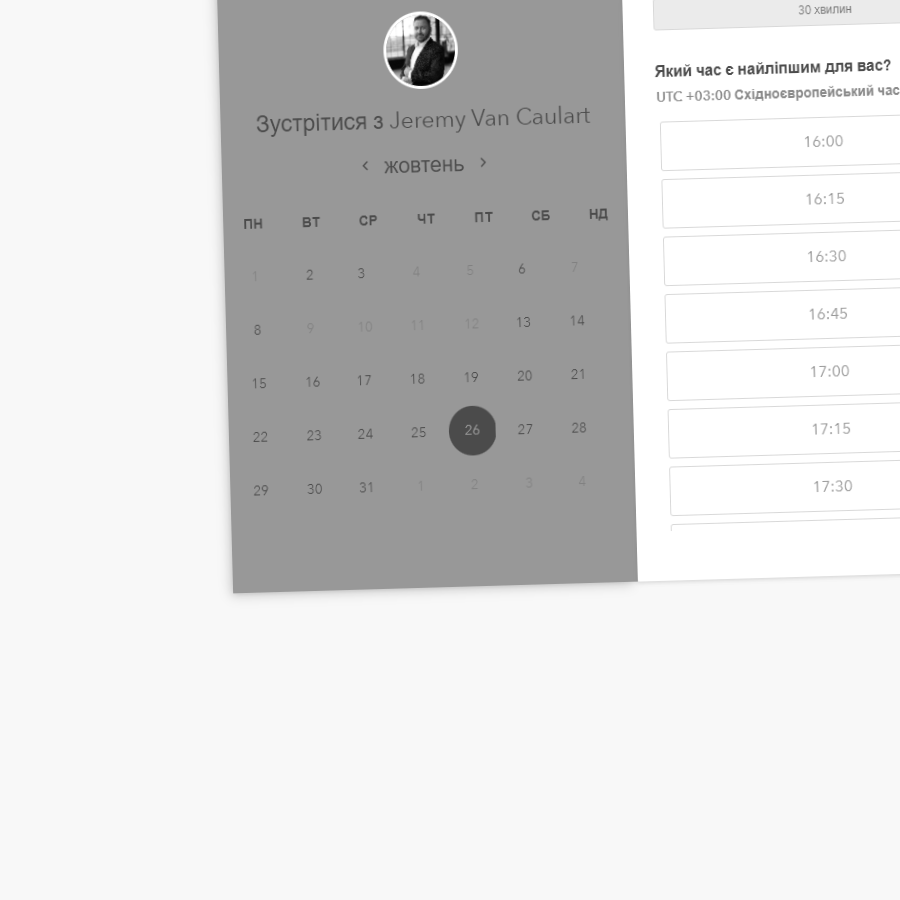 Зустрітися з Jeremy Van Caulart
‹ жовтень ›
ПН ВТ СР ЧТ ПТ СБ НД
1 2 3 4 5 6 7
8 9 10 11 12 13 14
15 16 17 18 19 20 21
22 23 24 25 26 27 28
29 30 31 1 2 3 4
30 хвилин
Який час є найліпшим для вас?
UTC +03:00 Східноєвропейський час
16:00
16:15
16:30
16:45
17:00
17:15
17:30